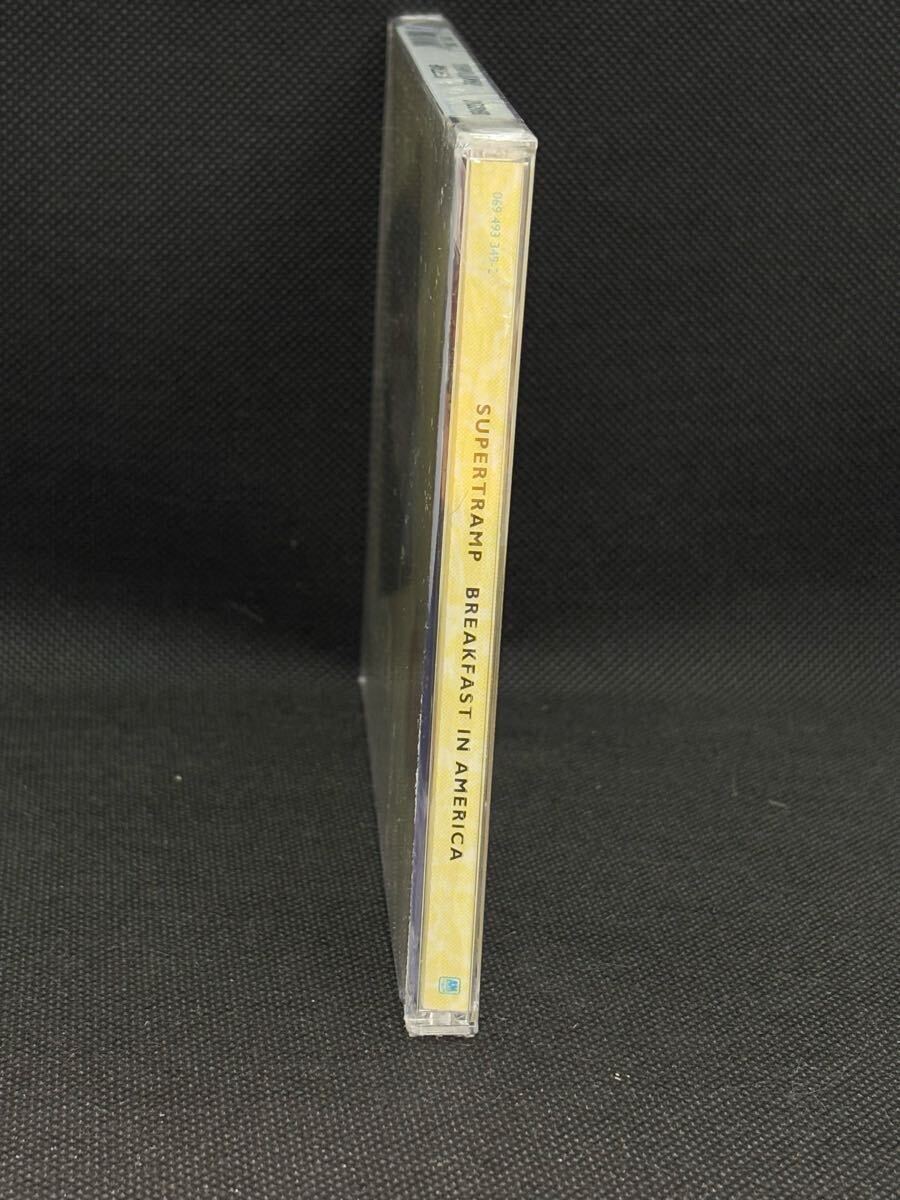 069 493 349-2
SUPERTRAMP BREAKFAST IN AMERICA